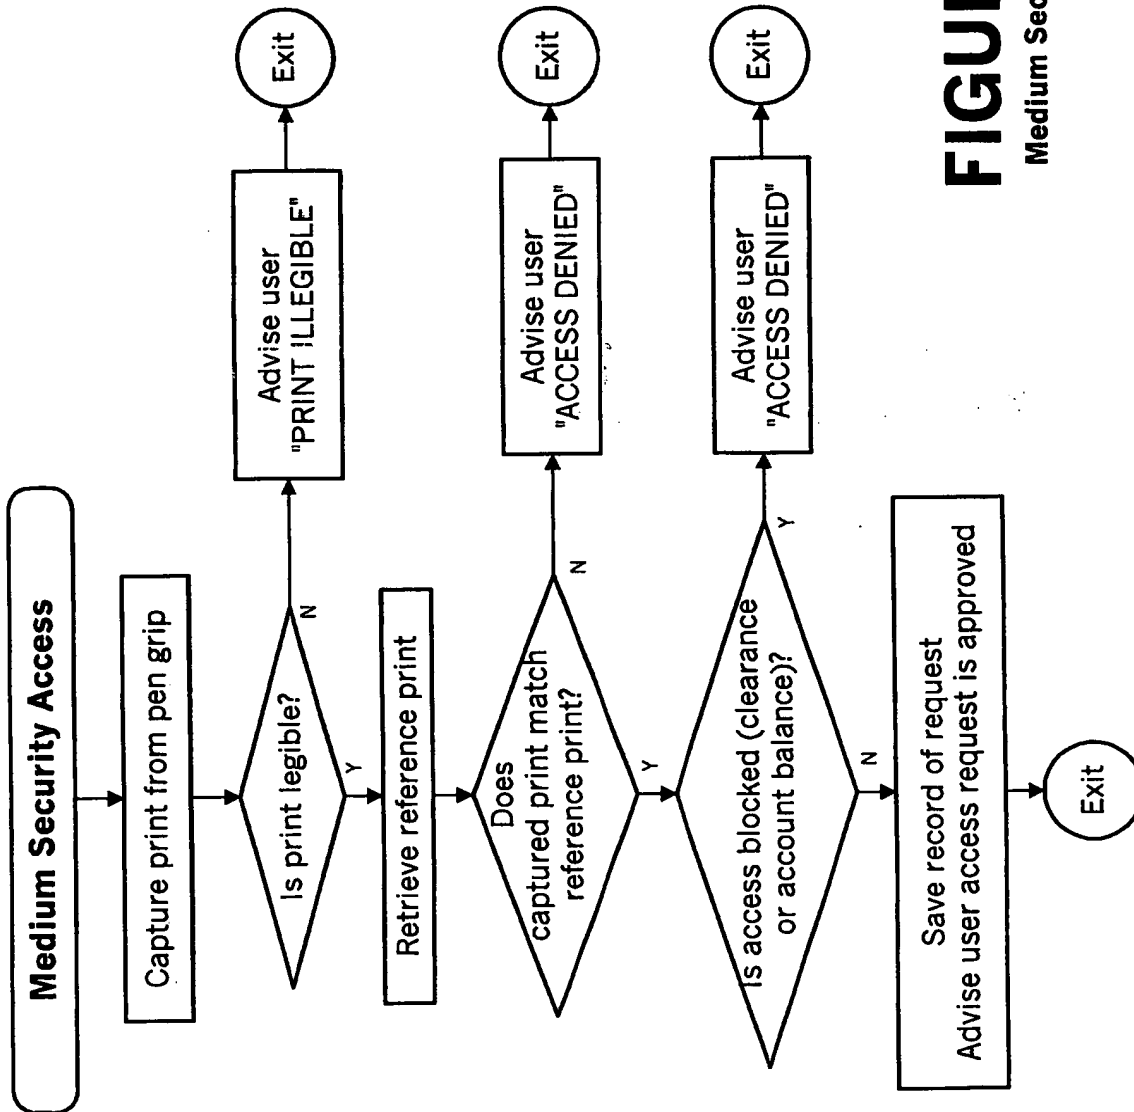 Medium Security Access
Capture print from pen grip
Is print legible?
N
Advise user
"PRINT ILLEGIBLE"
Exit
Y
Retrieve reference print
Does
captured print match
reference print?
N
Advise user
"ACCESS DENIED"
Exit
Y
Is access blocked (clearance
or account balance)?
Y
Advise user
"ACCESS DENIED"
Exit
N
Save record of request
Advise user access request is approved
Exit
Medium